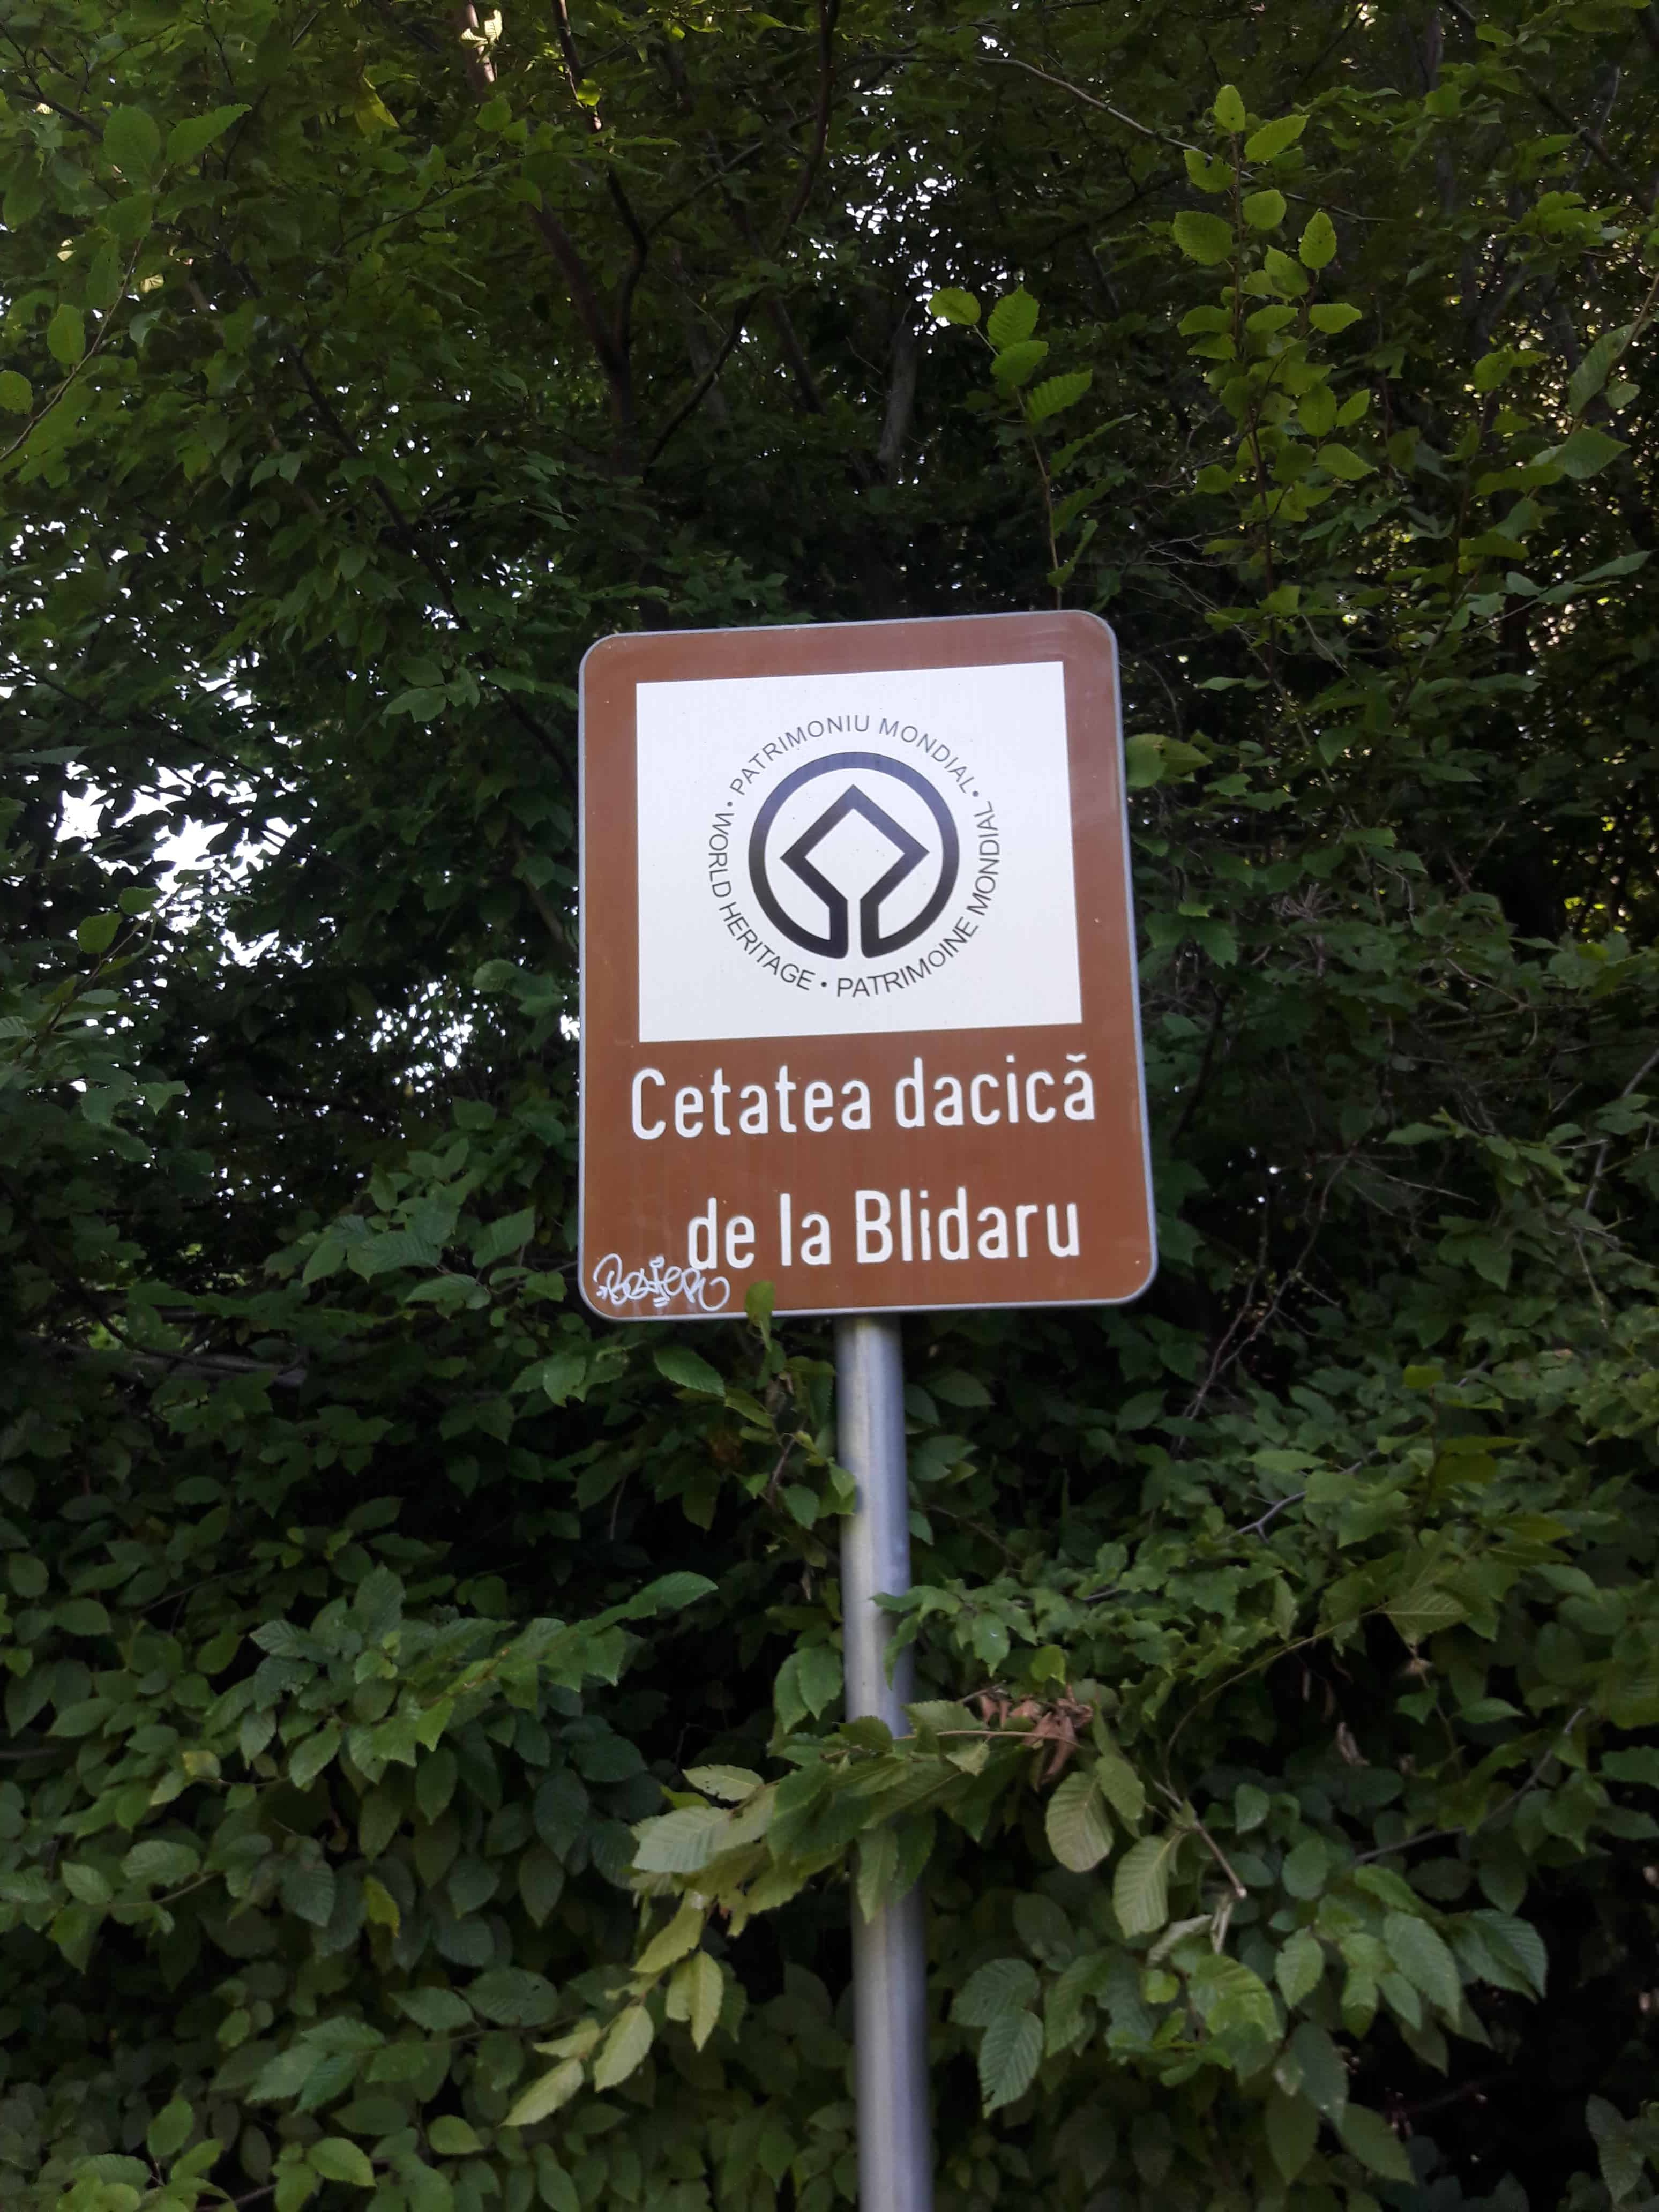 PATRIMONIU MONDIAL • PATRIMOINE MONDIAL • WORLD HERITAGE •
Cetatea dacică
de la Blidaru